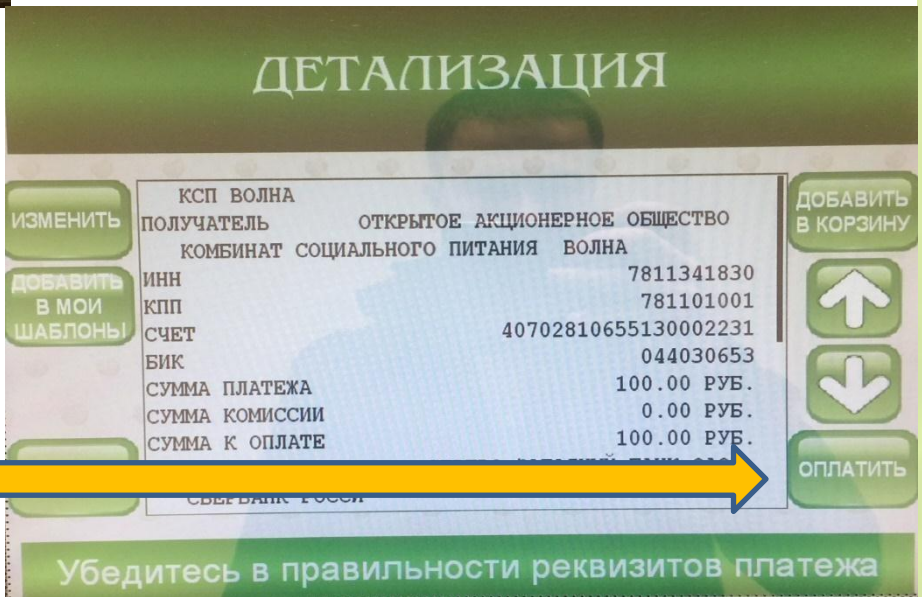 ДЕТАЛИЗАЦИЯ
ИЗМЕНИТЬ
ДОБАВИТЬ
В МОИ
ШАБЛОНЫ
КСП ВОЛНА
ПОЛУЧАТЕЛЬ ОТКРЫТОЕ АКЦИОНЕРНОЕ ОБЩЕСТВО
КОМБИНАТ СОЦИАЛЬНОГО ПИТАНИЯ ВОЛНА
ИНН 7811341830
КПП 781101001
СЧЕТ 40702810655130002231
БИК 044030653
СУММА ПЛАТЕЖА 100.00 РУБ.
СУММА КОМИССИИ 0.00 РУБ.
СУММА К ОПЛАТЕ 100.00 РУБ.
СБЕРБАНК РОССИ
ДОБАВИТЬ
В КОРЗИНУ
ОПЛАТИТЬ
Убедитесь в правильности реквизитов платежа